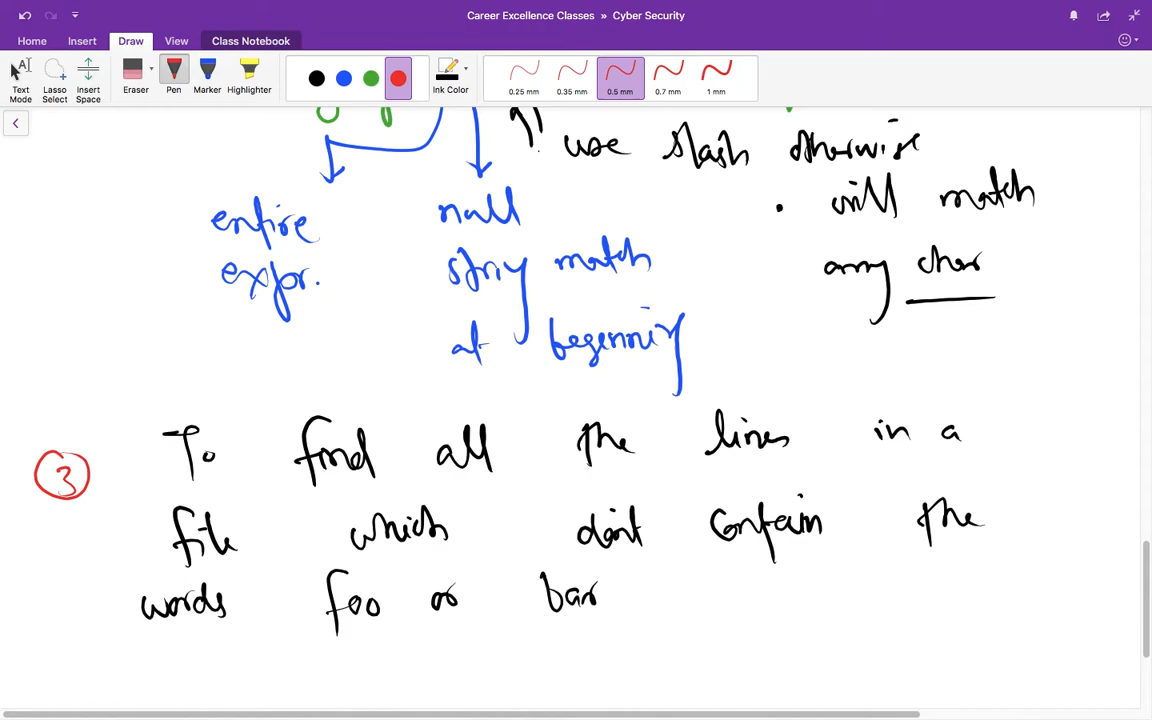 Career Excellence Classes » Cyber Security
Home Insert Draw View Class Notebook
Text Mode
Lasso Select
Insert Space
Eraser
Pen
Marker
Highlighter
Ink Color
0.25 mm
0.35 mm
0.5 mm
0.7 mm
1 mm
use slash otherwise
. will match
any char
entire
expr.
null
string match
at beginning
3
To find all the lines in a
file which don't contain the
words foo or bar